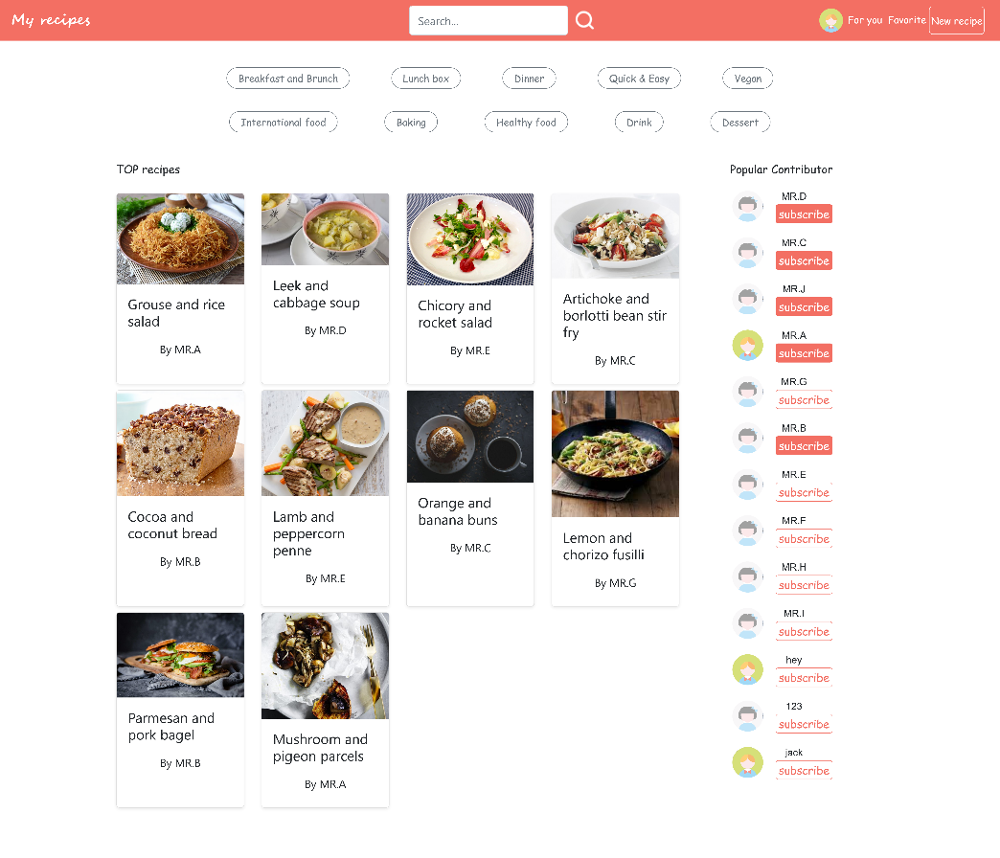 My recipes
Search...
For you Favorite New recipe
Breakfast and Brunch
Lunch box
Dinner
Quick & Easy
Vegan
International food
Baking
Healthy food
Drink
Dessert
TOP recipes
Grouse and rice
salad
By MR.A
Leek and
cabbage soup
By MR.D
Chicory and
rocket salad
By MR.E
Artichoke and
borlotti bean stir
fry
By MR.C
Cocoa and
coconut bread
By MR.B
Lamb and
peppercorn
penne
By MR.E
Orange and
banana buns
By MR.C
Lemon and
chorizo fusilli
By MR.G
Parmesan and
pork bagel
By MR.B
Mushroom and
pigeon parcels
By MR.A
Popular Contributor
MR.D
subscribe
MR.C
subscribe
MR.J
subscribe
MR.A
subscribe
MR.G
subscribe
MR.B
subscribe
MR.E
subscribe
MR.F
subscribe
MR.H
subscribe
MR.I
subscribe
hey
subscribe
123
subscribe
jack
subscribe